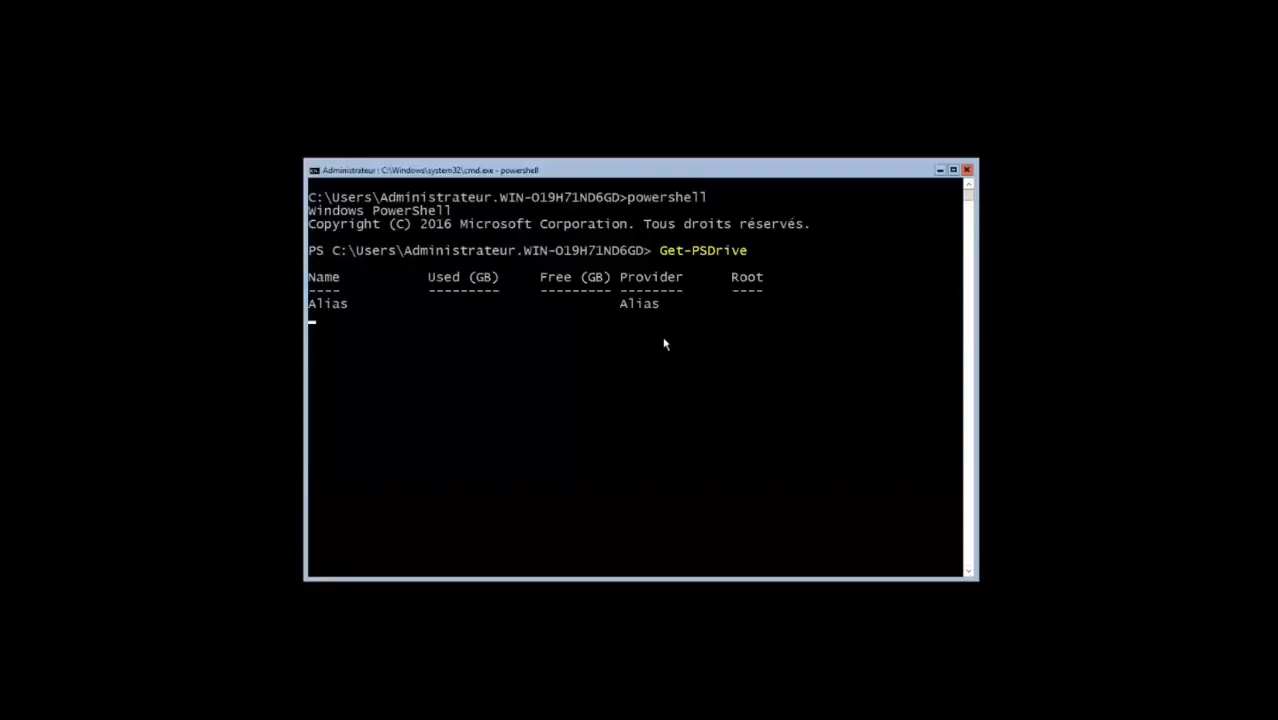 Administrateur : C:\Windows\system32\cmd.exe - powershell
C:\Users\Administrateur.WIN-O19H71ND6GD>powershell
Windows PowerShell
Copyright (C) 2016 Microsoft Corporation. Tous droits réservés.
PS C:\Users\Administrateur.WIN-O19H71ND6GD> Get-PSDrive
Name Used (GB) Free (GB) Provider Root
---- --------- --------- -------- ----
Alias Alias